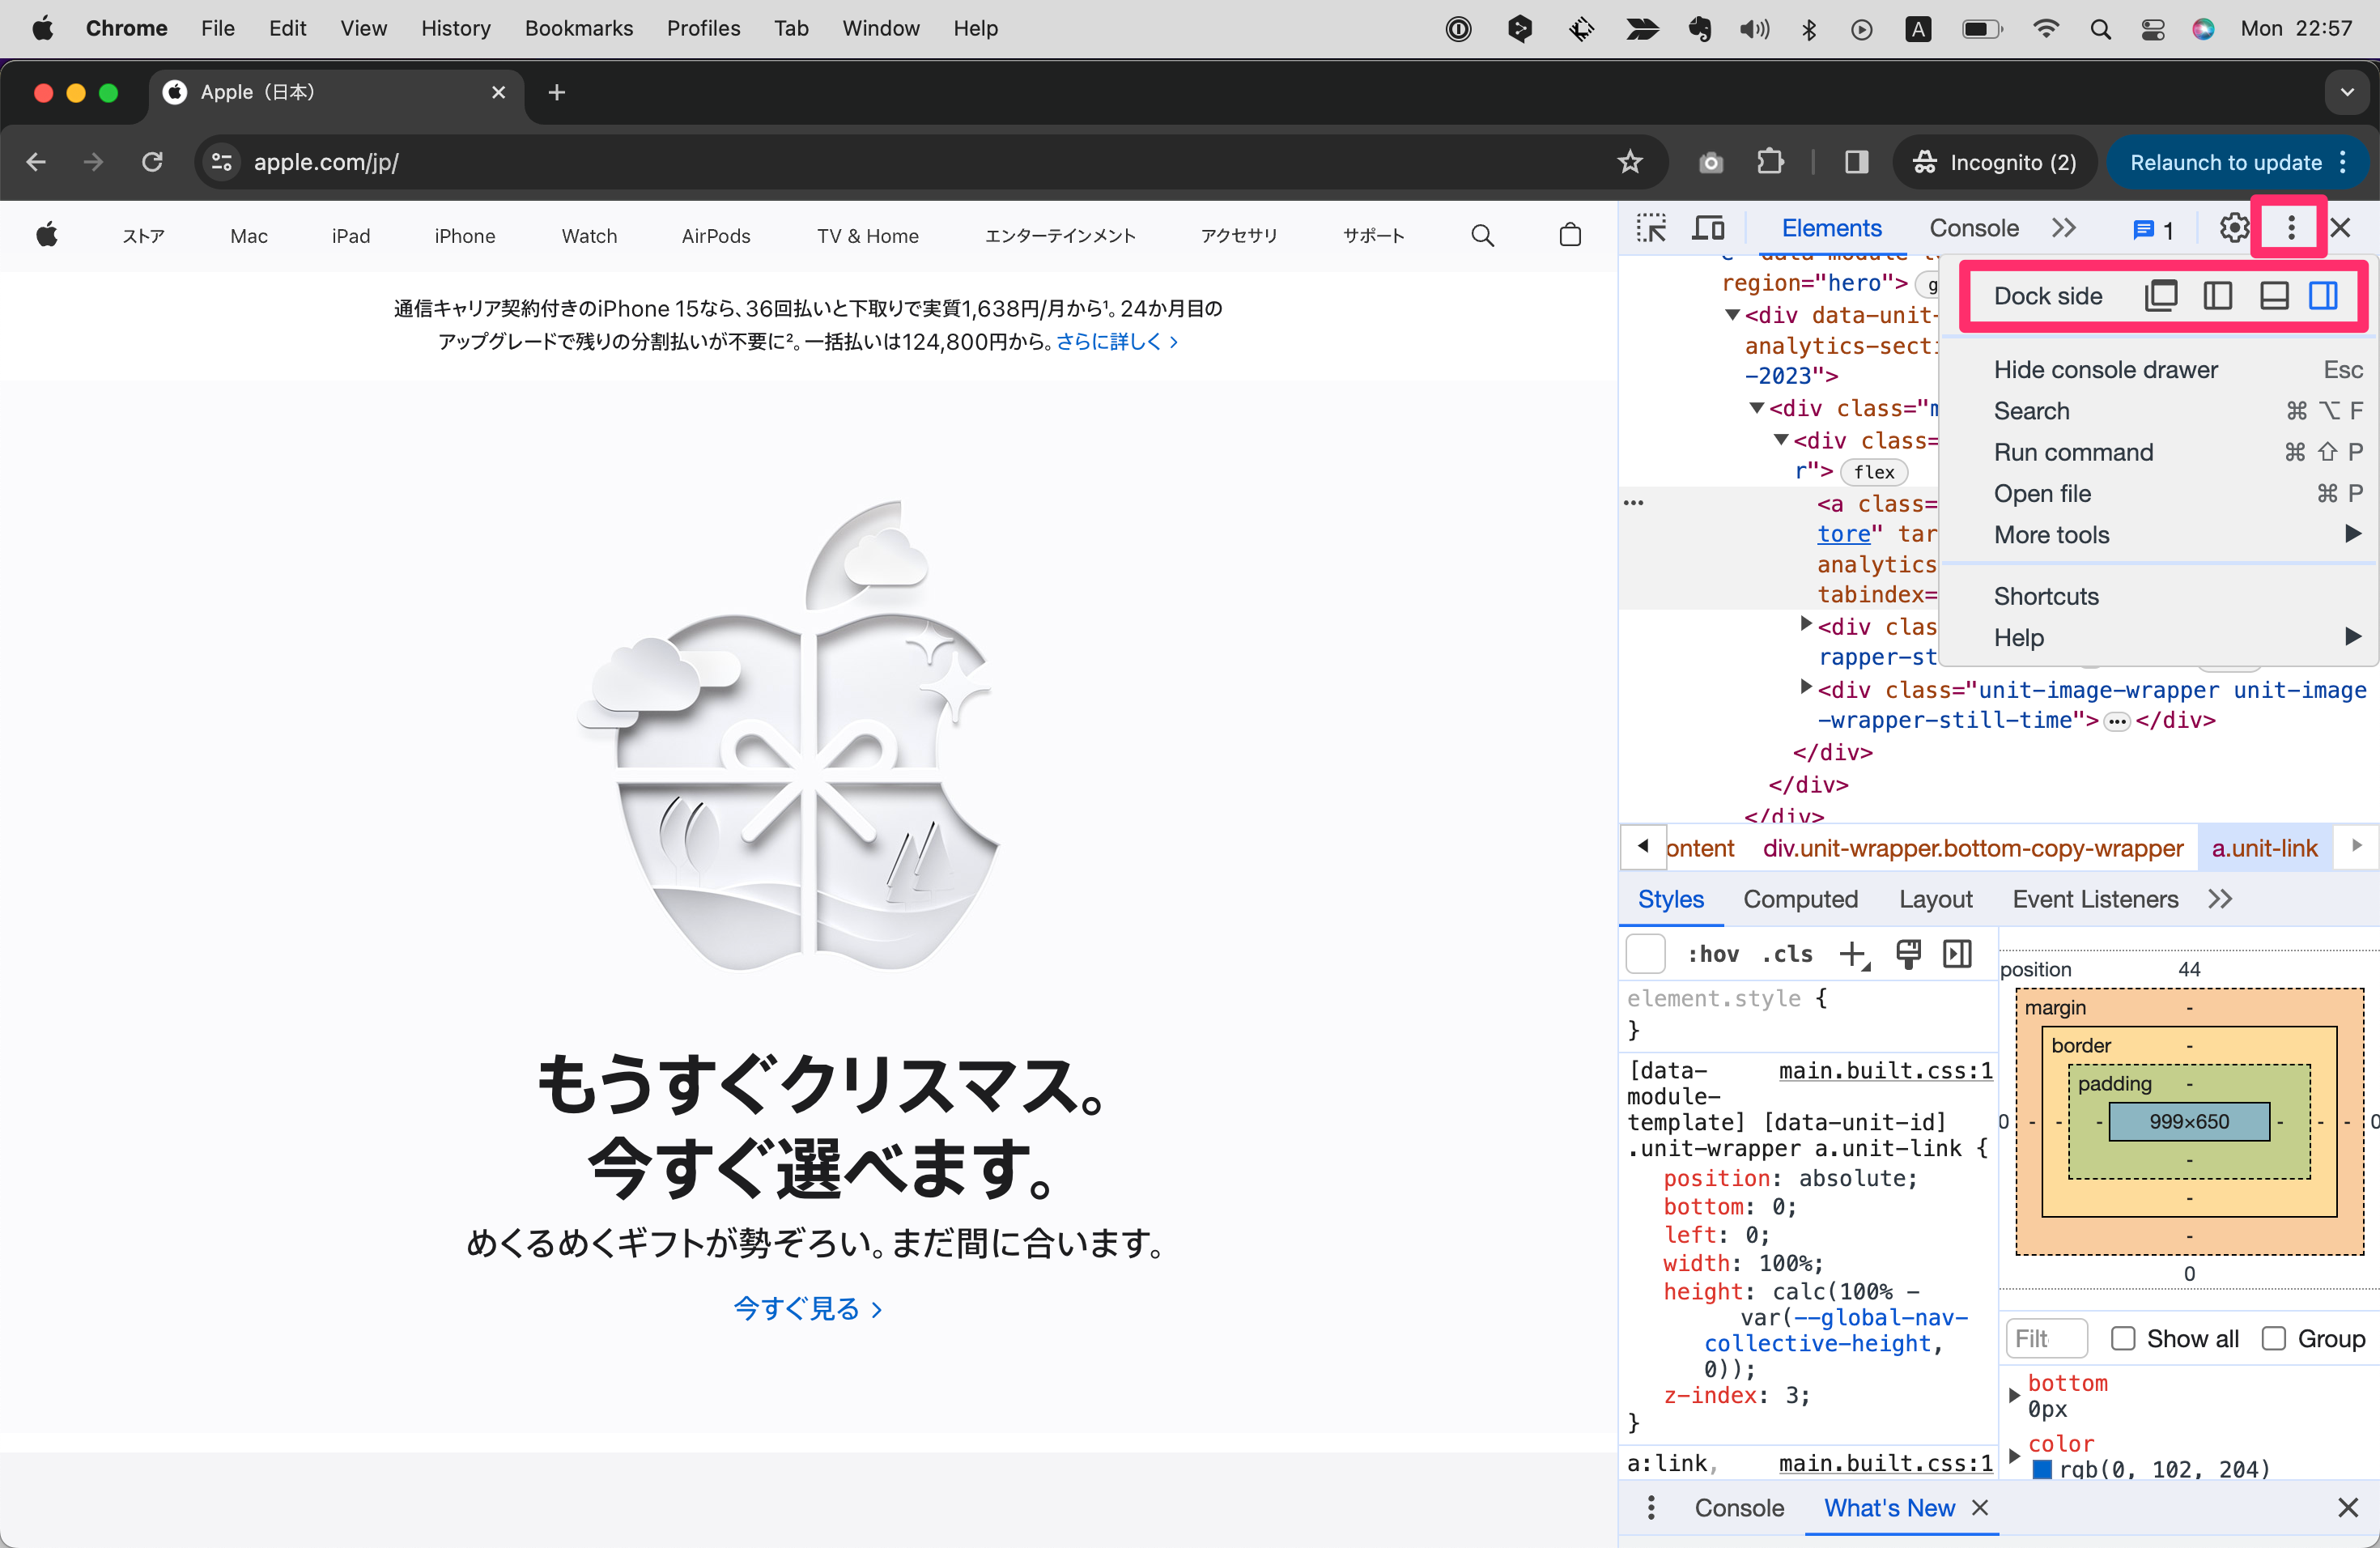 Chrome File Edit View History Bookmarks Profiles Tab Window Help A Mon 22:57
Apple（日本）
apple.com/jp/ Incognito (2) Relaunch to update
ストア Mac iPad iPhone Watch AirPods TV & Home エンターテインメント アクセサリ サポート
通信キャリア契約付きのiPhone 15なら、36回払いと下取りで実質1,638円/月から¹。24か月目の
アップグレードで残りの分割払いが不要に²。一括払いは124,800円から。さらに詳しく >
もうすぐクリスマス。
今すぐ選べます。
めくるめくギフトが勢ぞろい。まだ間に合います。
今すぐ見る >
Elements Console >> 1
region="hero"> g
<div data-unit-
analytics-secti
-2023">
<div class="m
<div class=
r"> flex
<a class=
tore" tar
analytics
tabindex=
<div clas
rapper-st
<div class="unit-image-wrapper unit-image
-wrapper-still-time"> ••• </div>
</div>
</div>
</div>
Dock side
Hide console drawer Esc
Search ⌘ ⌥ F
Run command ⌘ ⇧ P
Open file ⌘ P
More tools
Shortcuts
Help
ontent div.unit-wrapper.bottom-copy-wrapper a.unit-link
Styles Computed Layout Event Listeners >>
:hov .cls
element.style {
}
[data- main.built.css:1
module-
template] [data-unit-id]
.unit-wrapper a.unit-link {
position: absolute;
bottom: 0;
left: 0;
width: 100%;
height: calc(100% -
var(--global-nav-
collective-height,
0));
z-index: 3;
}
a:link, main.built.css:1
position 44
margin -
border -
padding -
0 - - - 999×650 - - - 0
-
-
-
0
Filt Show all Group
bottom
0px
color
rgb(0, 102, 204)
Console What's New